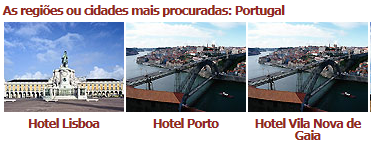 As regiões ou cidades mais procuradas: Portugal
Hotel Lisboa
Hotel Porto
Hotel Vila Nova de
Gaia